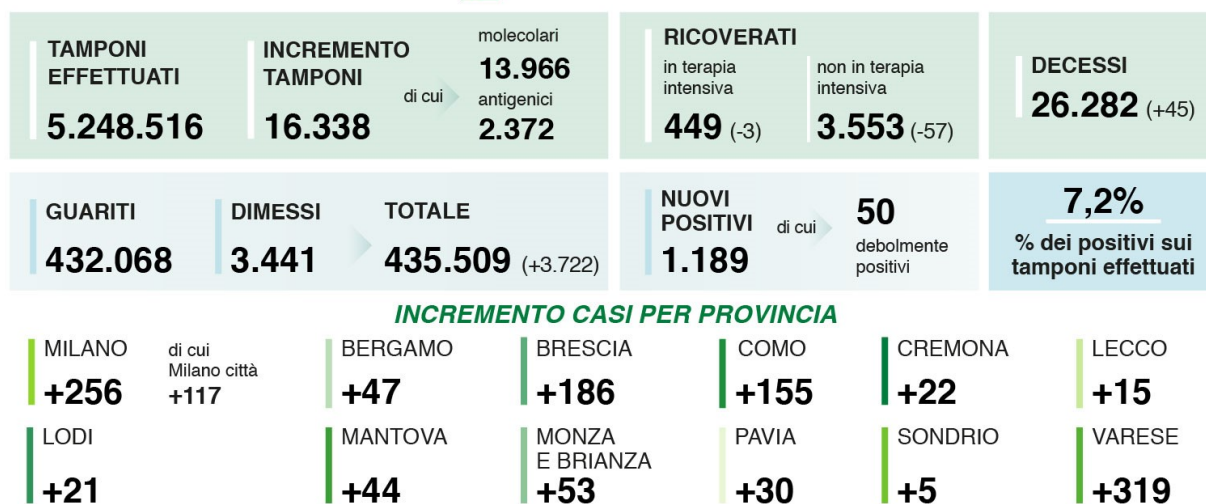 TAMPONI
EFFETTUATI
5.248.516
INCREMENTO
TAMPONI
16.338
di cui
molecolari
13.966
antigenici
2.372
RICOVERATI
in terapia
intensiva
449 (-3)
non in terapia
intensiva
3.553 (-57)
DECESSI
26.282 (+45)
GUARITI
432.068
DIMESSI
3.441
TOTALE
435.509 (+3.722)
NUOVI
POSITIVI
1.189
di cui
50
debolmente
positivi
7,2%
% dei positivi sui
tamponi effettuati
INCREMENTO CASI PER PROVINCIA
MILANO
+256
di cui
Milano città
+117
BERGAMO
+47
BRESCIA
+186
COMO
+155
CREMONA
+22
LECCO
+15
LODI
+21
MANTOVA
+44
MONZA
E BRIANZA
+53
PAVIA
+30
SONDRIO
+5
VARESE
+319